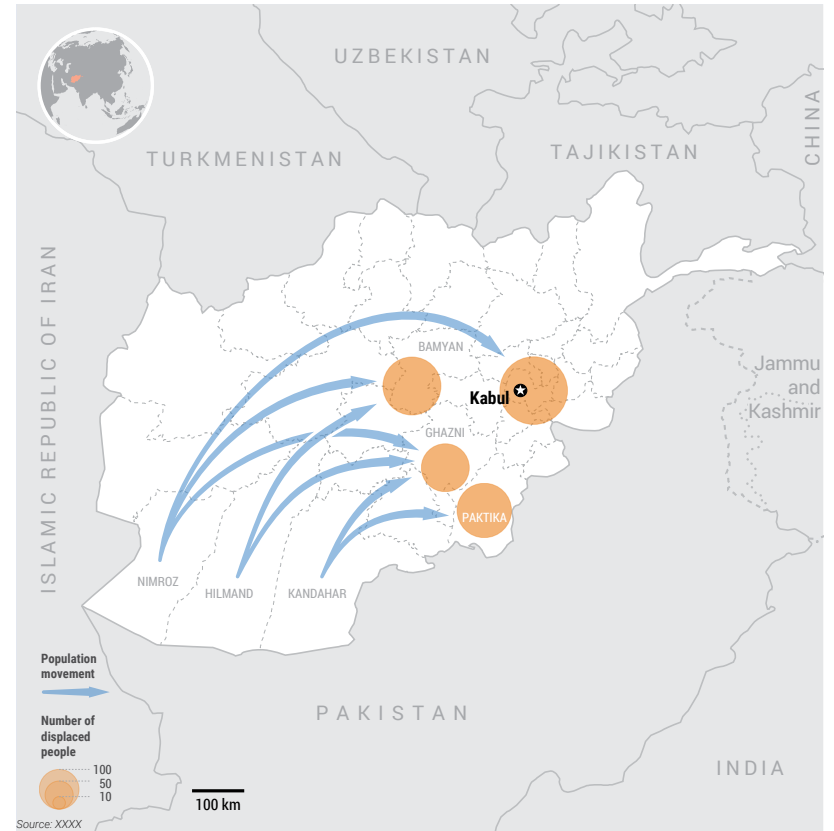 UZBEKISTAN
TURKMENISTAN
TAJIKISTAN
CHINA
ISLAMIC REPUBLIC OF IRAN
BAMYAN
Jammu
and
Kashmir
Kabul
GHAZNI
PAKTIKA
NIMROZ
HILMAND
KANDAHAR
Population
movement
Number of
displaced
people
100
50
10
PAKISTAN
INDIA
100 km
Source: XXXX